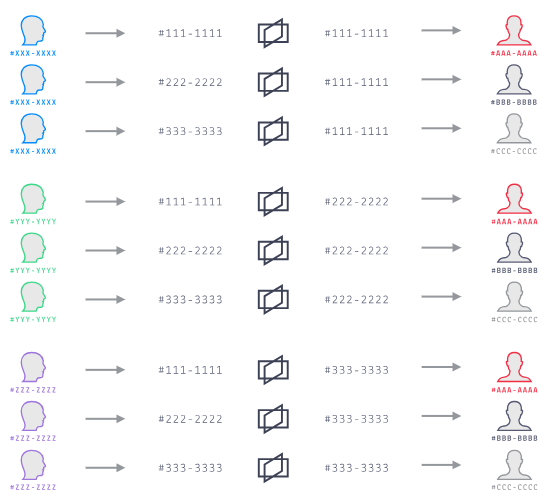 #111-1111 #111-1111
#XXX-XXXX #AAA-AAAA
#222-2222 #111-1111
#XXX-XXXX #BBB-BBBB
#333-3333 #111-1111
#XXX-XXXX #CCC-CCCC
#111-1111 #222-2222
#YYY-YYYY #AAA-AAAA
#222-2222 #222-2222
#YYY-YYYY #BBB-BBBB
#333-3333 #222-2222
#YYY-YYYY #CCC-CCCC
#111-1111 #333-3333
#ZZZ-ZZZZ #AAA-AAAA
#222-2222 #333-3333
#ZZZ-ZZZZ #BBB-BBBB
#333-3333 #333-3333
#ZZZ-ZZZZ #CCC-CCCC